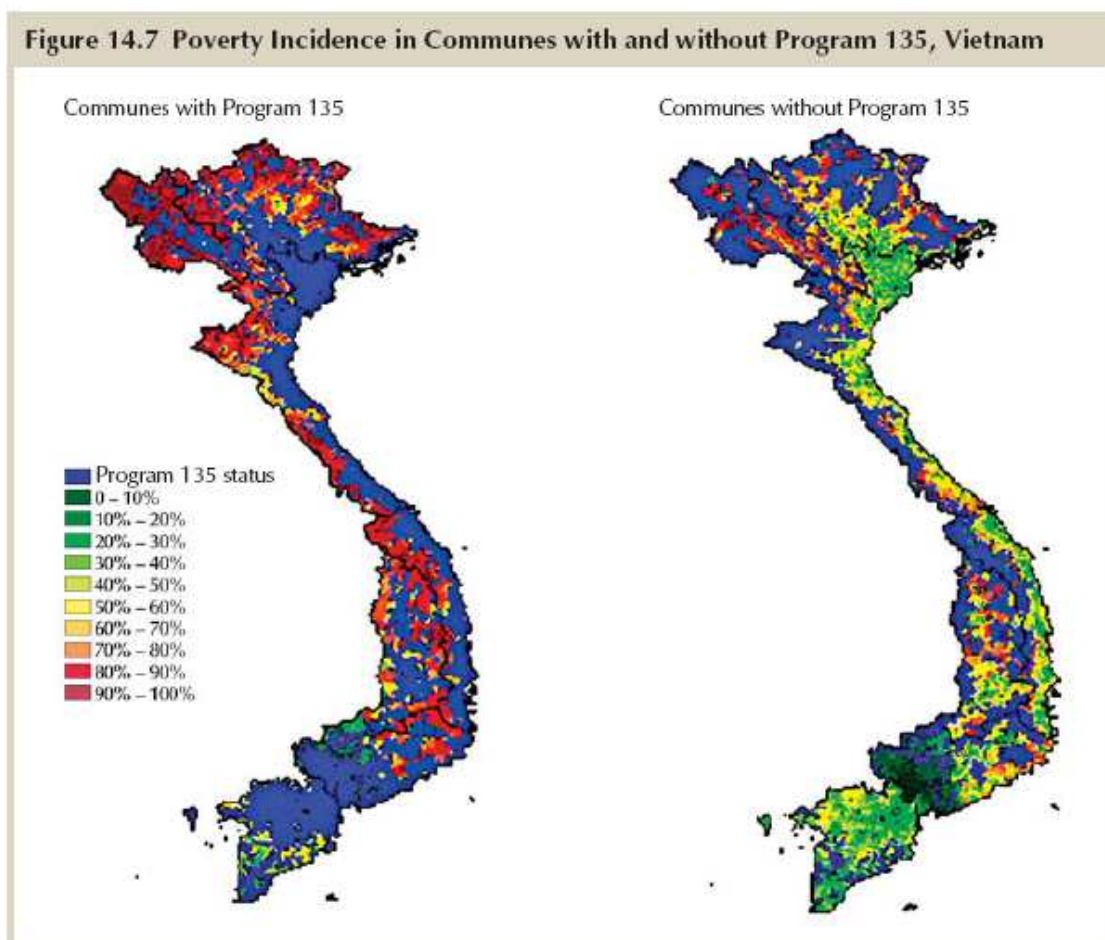 Figure 14.7 Poverty Incidence in Communes with and without Program 135, Vietnam
Communes with Program 135
Communes without Program 135
Program 135 status
0 – 10%
10% – 20%
20% – 30%
30% – 40%
40% – 50%
50% – 60%
60% – 70%
70% – 80%
80% – 90%
90% – 100%